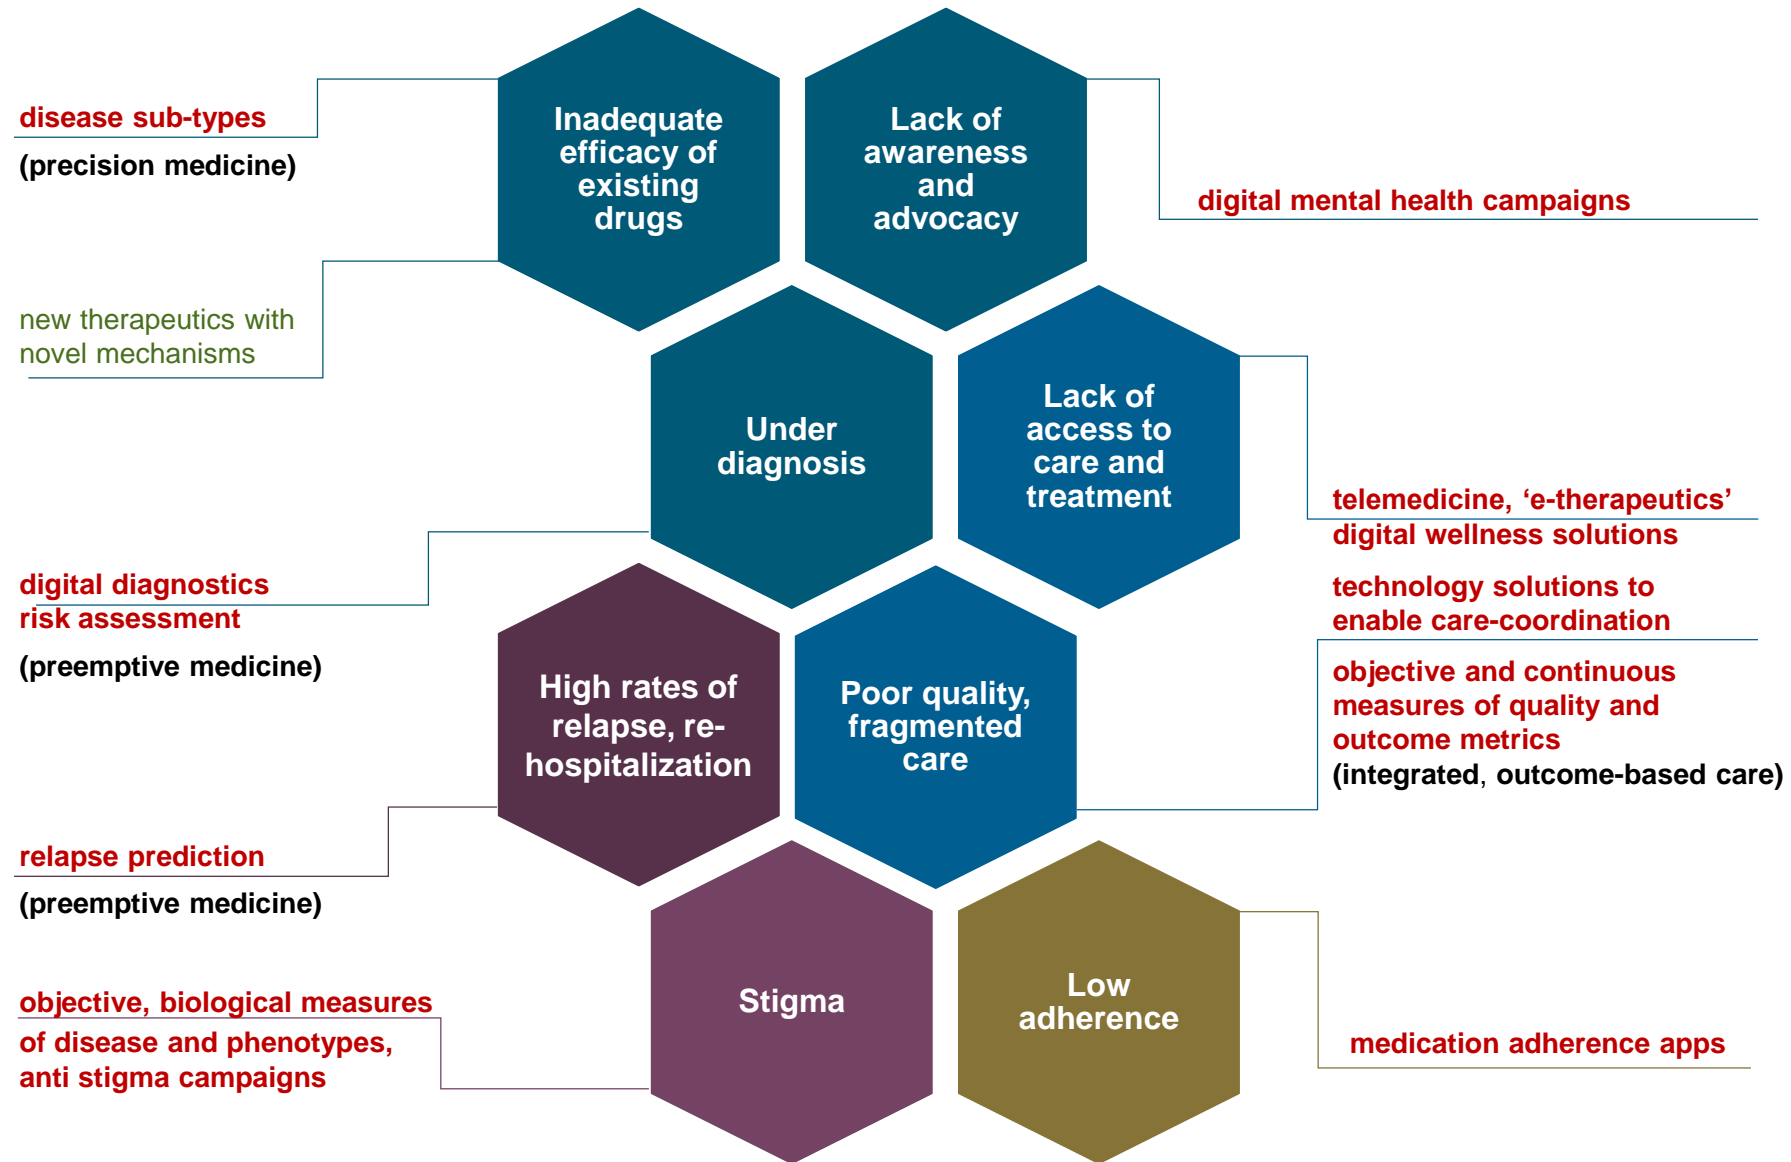 disease sub-types
(precision medicine)
Inadequate
efficacy of
existing
drugs
Lack of
awareness
and
advocacy
digital mental health campaigns
new therapeutics with
novel mechanisms
Under
diagnosis
Lack of
access to
care and
treatment
telemedicine, ‘e-therapeutics’
digital wellness solutions
digital diagnostics
risk assessment
(preemptive medicine)
technology solutions to
enable care-coordination
objective and continuous
measures of quality and
outcome metrics
(integrated, outcome-based care)
High rates of
relapse, re-
hospitalization
Poor quality,
fragmented
care
relapse prediction
(preemptive medicine)
objective, biological measures
of disease and phenotypes,
anti stigma campaigns
Stigma
Low
adherence
medication adherence apps